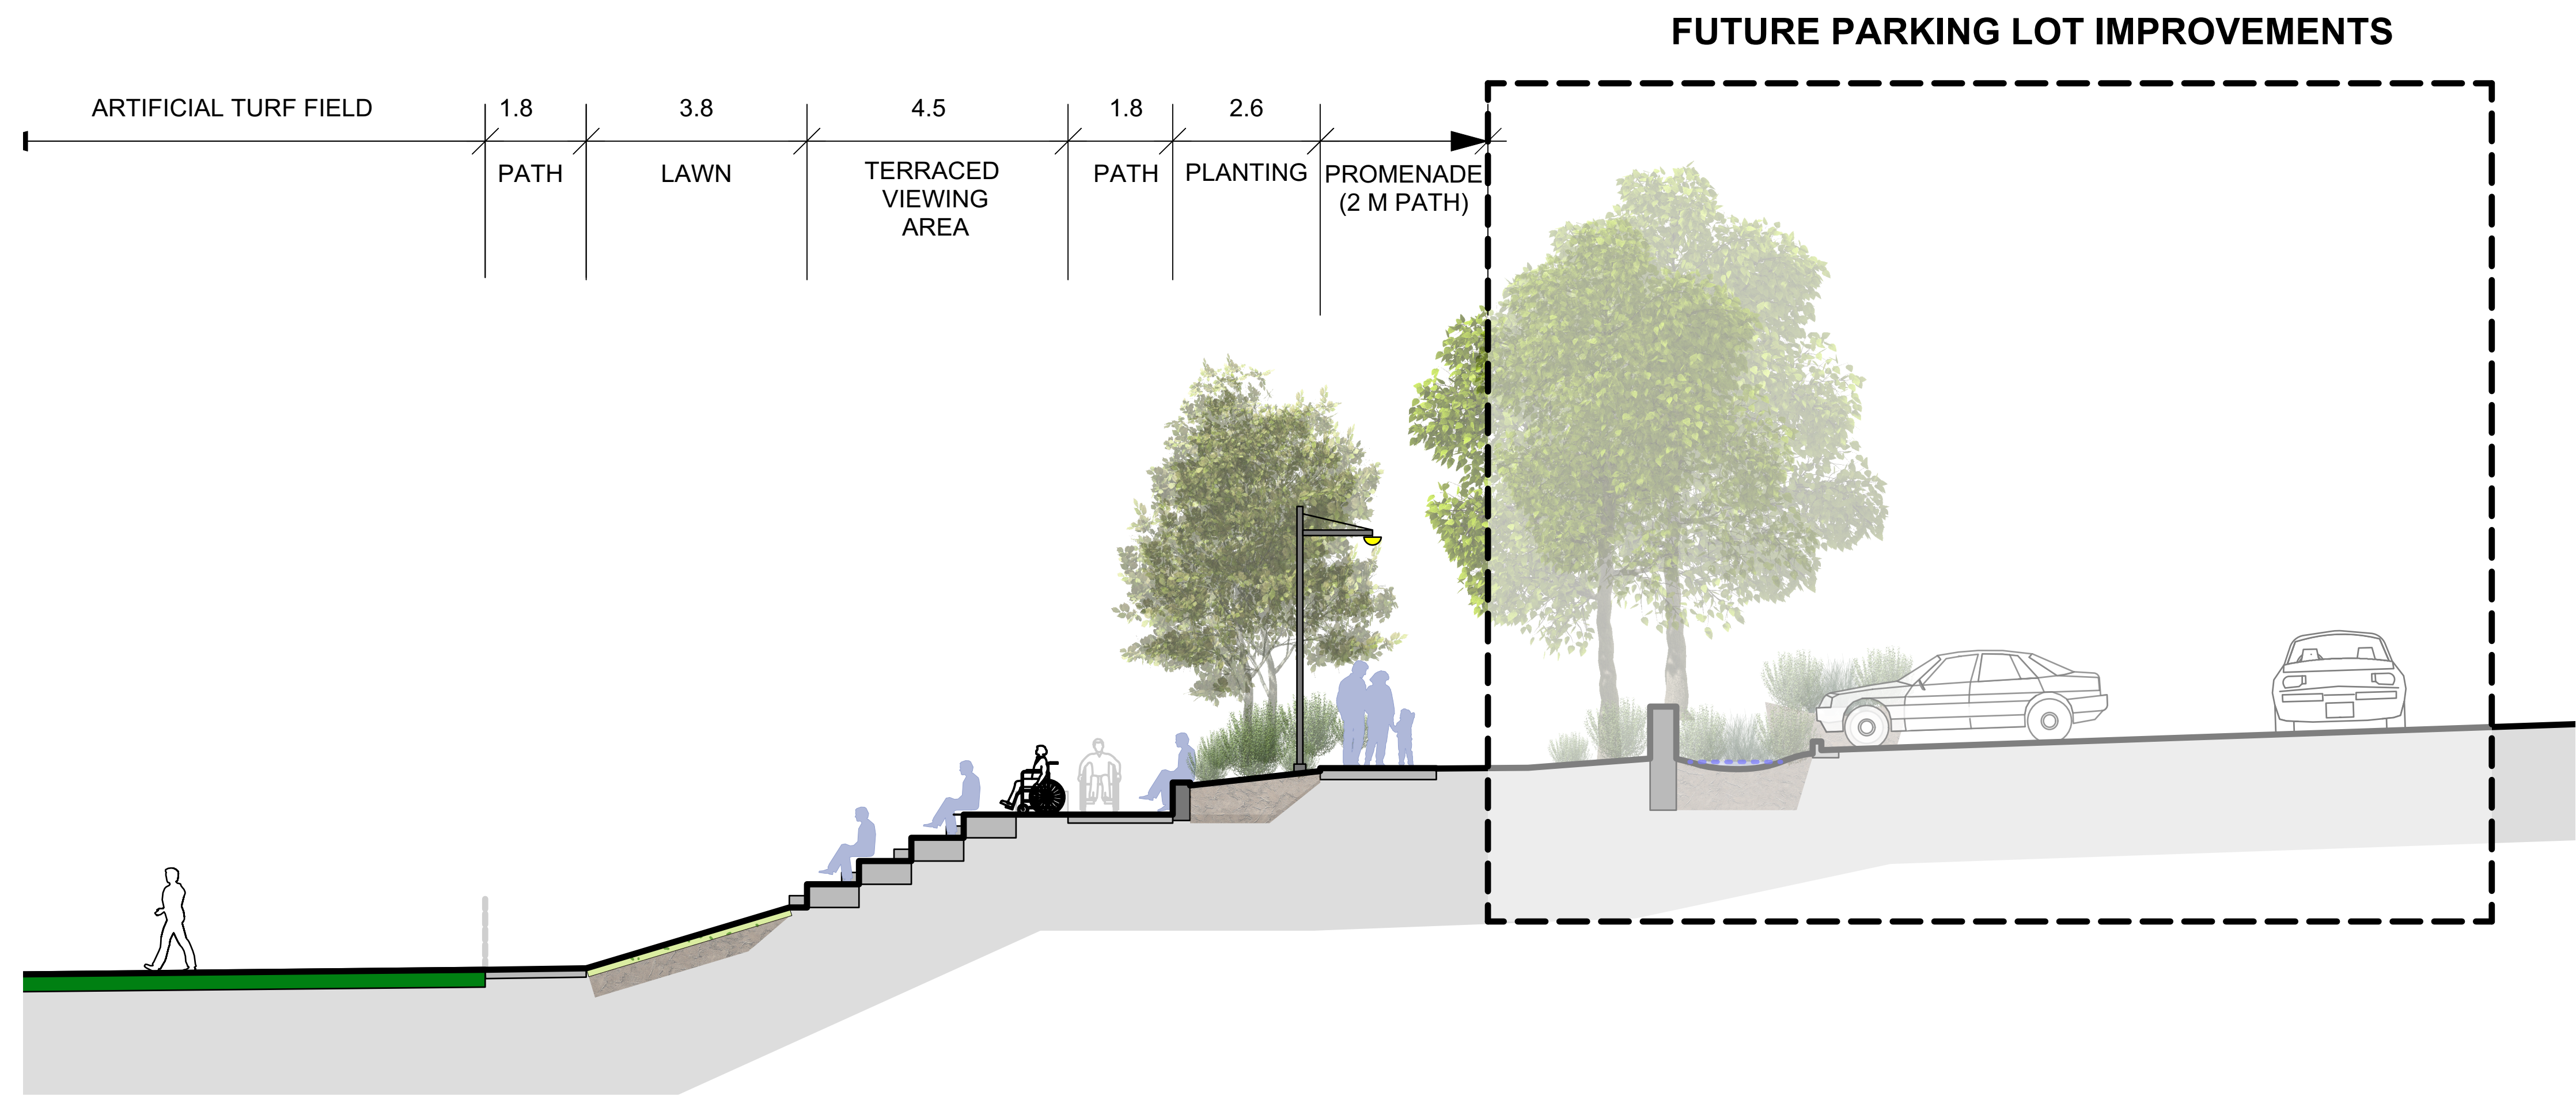 FUTURE PARKING LOT IMPROVEMENTS
ARTIFICIAL TURF FIELD
1.8
3.8
4.5
1.8
2.6
PATH
LAWN
TERRACED
VIEWING
AREA
PATH
PLANTING
PROMENADE
(2 M PATH)